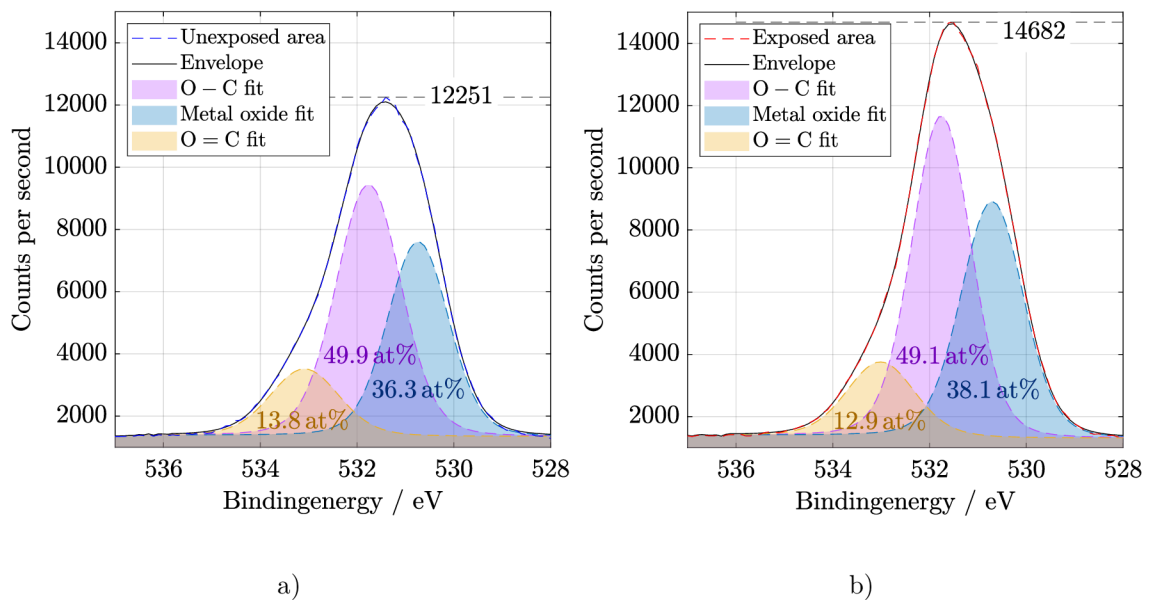 14000
12000
10000
8000
6000
4000
2000
Counts per second
Unexposed area
Envelope
O − C fit
Metal oxide fit
O = C fit
12251
49.9 at%
36.3 at%
13.8 at%
536 534 532 530 528
Bindingenergy / eV
a)
14000
12000
10000
8000
6000
4000
2000
Counts per second
Exposed area
Envelope
O − C fit
Metal oxide fit
O = C fit
14682
49.1 at%
38.1 at%
12.9 at%
536 534 532 530 528
Bindingenergy / eV
b)